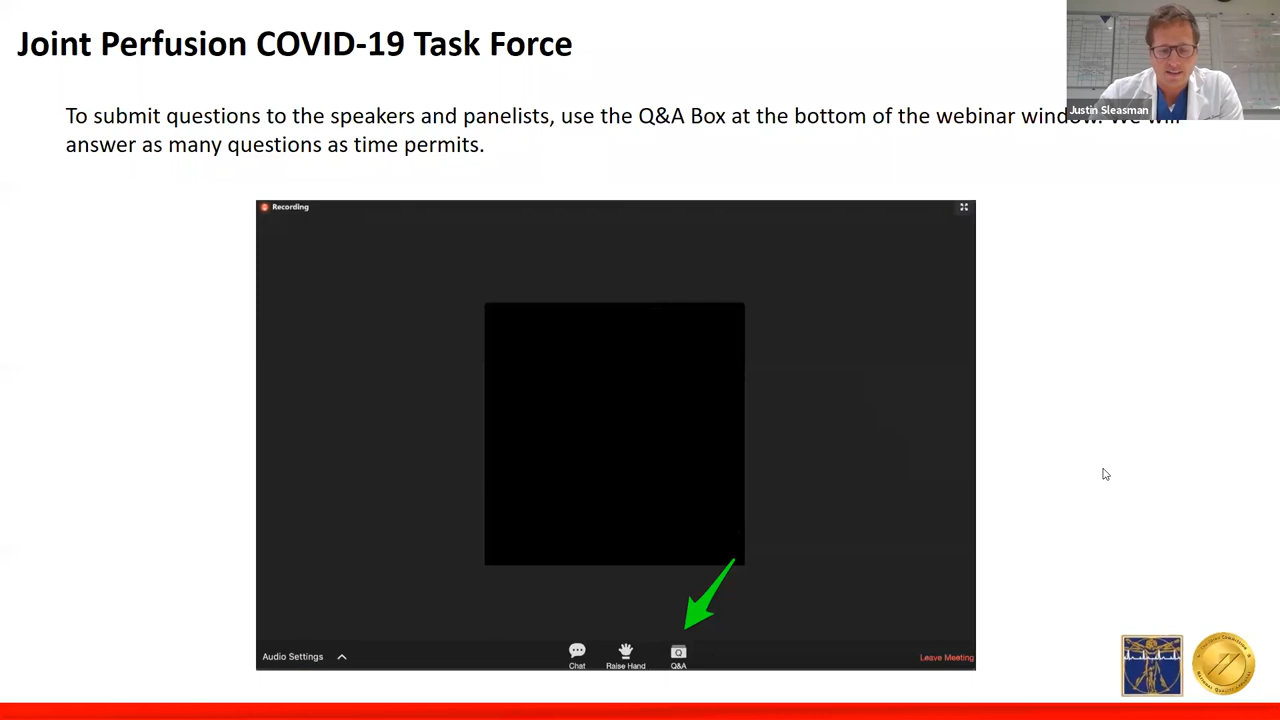 Joint Perfusion COVID-19 Task Force
Justin Sleasman
To submit questions to the speakers and panelists, use the Q&A Box at the bottom of the webinar window. We will
answer as many questions as time permits.
Recording
Audio Settings
Chat
Raise Hand
Q
Q&A
Leave Meeting